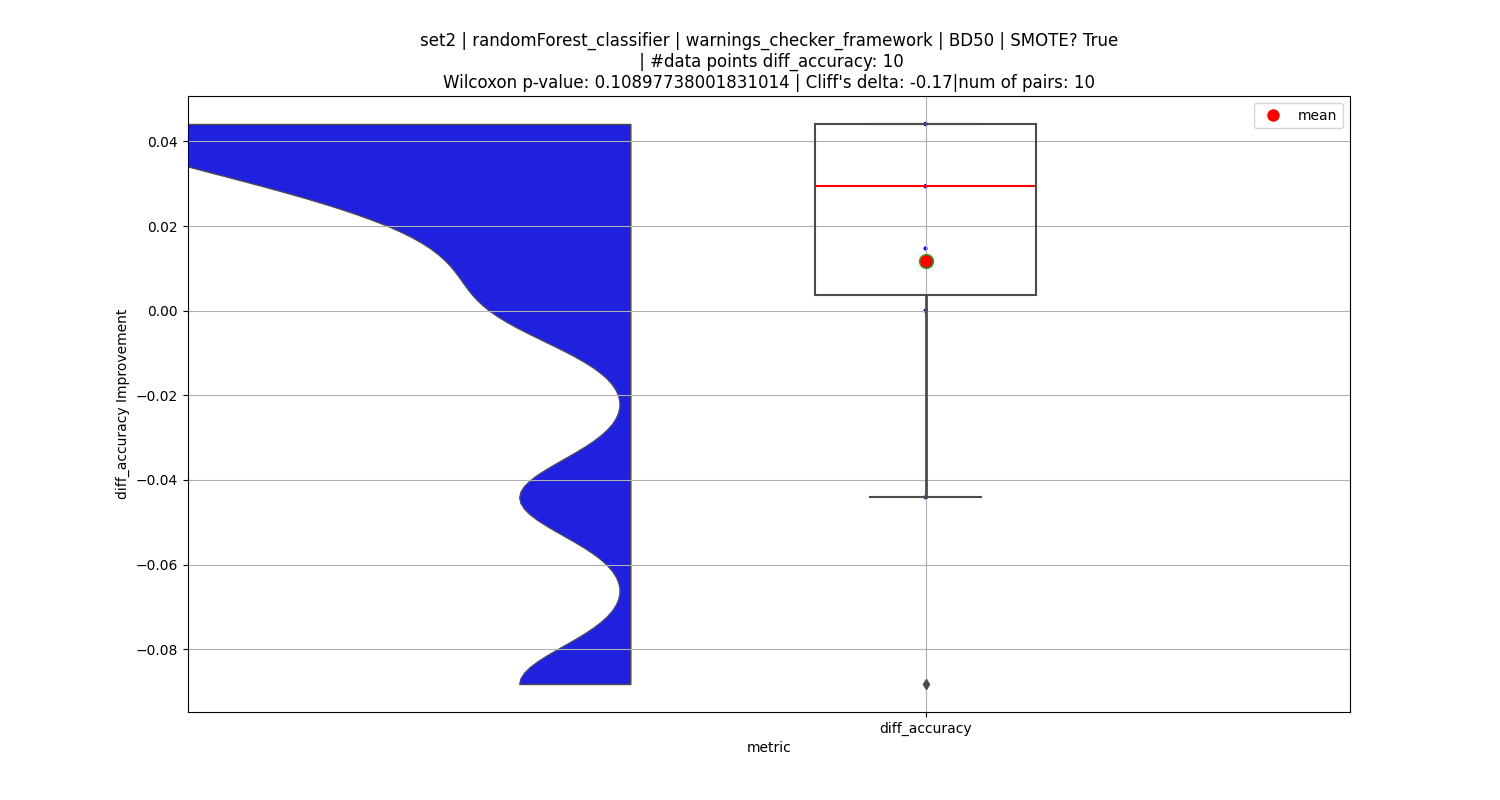 set2 | randomForest_classifier | warnings_checker_framework | BD50 | SMOTE? True
| #data points diff_accuracy: 10
Wilcoxon p-value: 0.10897738001831014 | Cliff's delta: -0.17|num of pairs: 10
mean
0.04
0.02
0.00
−0.02
−0.04
−0.06
−0.08
diff_accuracy Improvement
diff_accuracy
metric